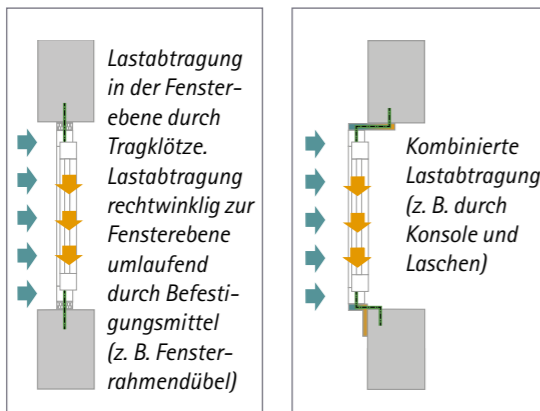 Lastabtragung
in der Fenster-
ebene durch
Tragklötze.
Lastabtragung
rechtwinklig zur
Fensterebene
umlaufend
durch Befesti-
gungsmittel
(z. B. Fenster-
rahmendübel)
Kombinierte
Lastabtragung
(z. B. durch
Konsole und
Laschen)